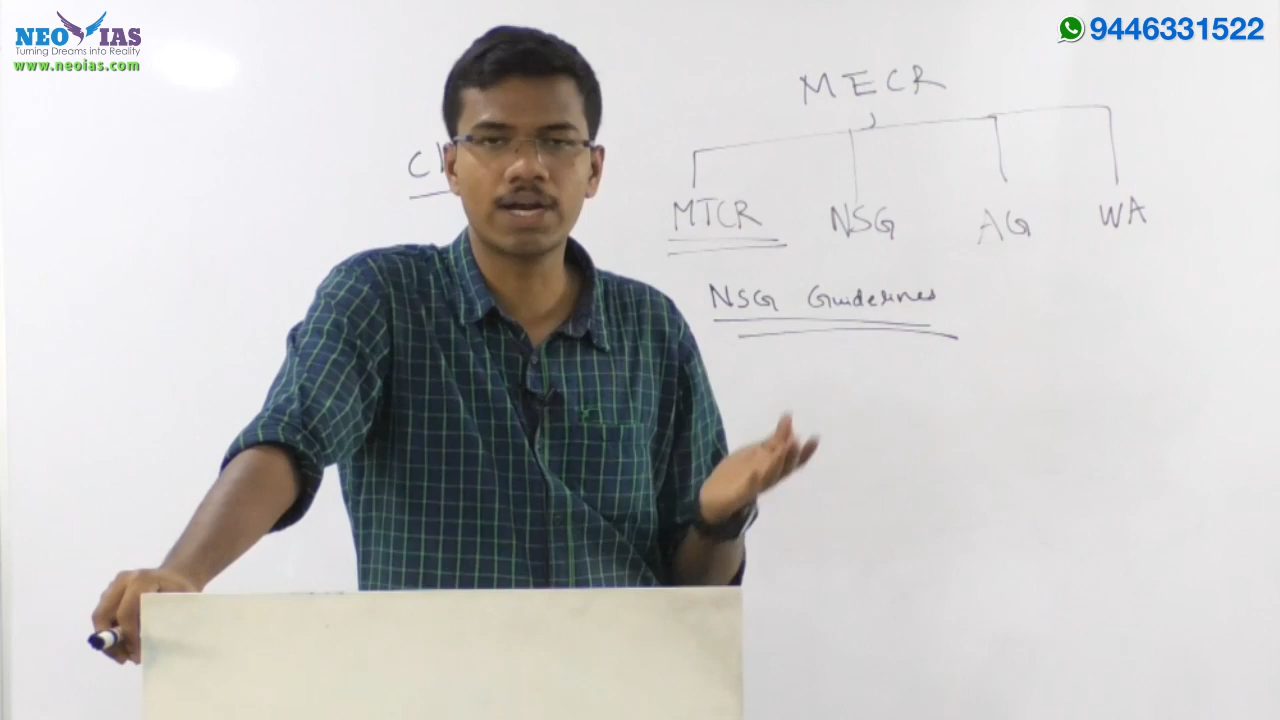 NEO IAS
Turning Dreams into Reality
www.neoias.com
9446331522
MECR
MTCR NSG AG WA
NSG Guidelines